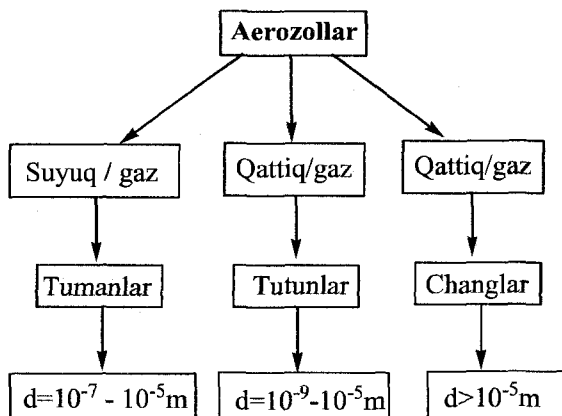 Aerozollar
Suyuq / gaz
Qattiq/gaz
Qattiq/gaz
Tumanlar
Tutunlar
Changlar
d=10⁻⁷ - 10⁻⁵m
d=10⁻⁹-10⁻⁵m
d>10⁻⁵m